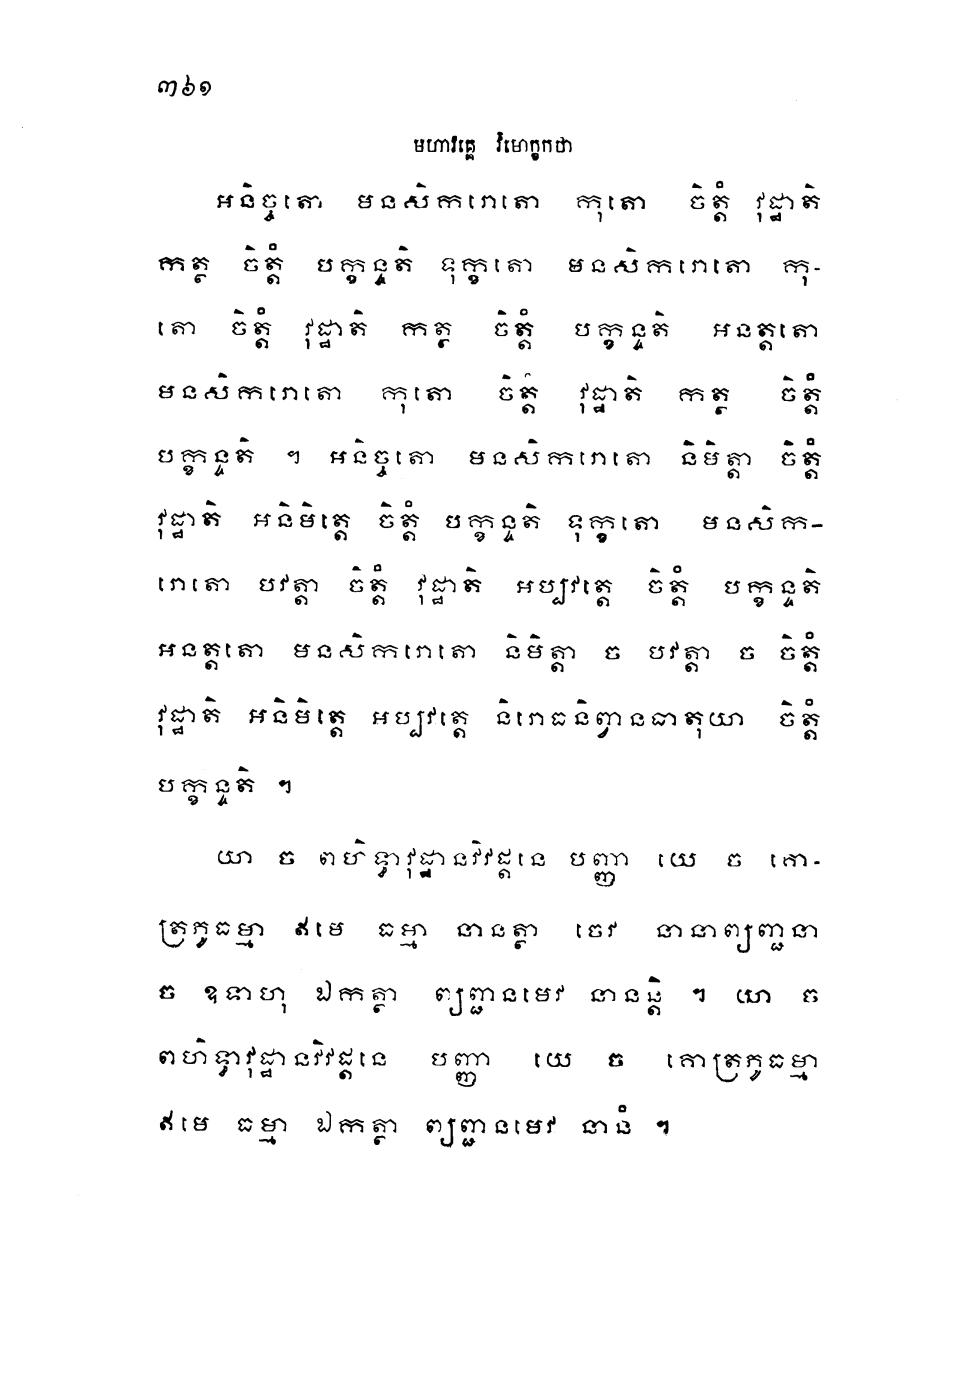 ៣៦១
មហាវគ្គេ វិមោក្ខកថា
អនិច្ចតោ មនសិករោតោ កុតោ ចិត្តំ វុដ្ឋាតិ
កត្ថ ចិត្តំ បក្ខន្ទតិ ទុក្ខតោ មនសិករោតោ កុ-
តោ ចិត្តំ វុដ្ឋាតិ កត្ថ ចិត្តំ បក្ខន្ទតិ អនត្តតោ
មនសិករោតោ កុតោ ចិត្តំ វុដ្ឋាតិ កត្ថ ចិត្តំ
បក្ខន្ទតិ ។ អនិច្ចតោ មនសិករោតោ និមិត្តា ចិត្តំ
វុដ្ឋាតិ អនិមិត្តេ ចិត្តំ បក្ខន្ទតិ ទុក្ខតោ មនសិក-
រោតោ បវត្តា ចិត្តំ វុដ្ឋាតិ អប្បវត្តេ ចិត្តំ បក្ខន្ទតិ
អនត្តតោ មនសិករោតោ និមិត្តា ច បវត្តា ច ចិត្តំ
វុដ្ឋាតិ អនិមិត្តេ អប្បវត្តេ និរោធនិព្វានធាតុយា ចិត្តំ
បក្ខន្ទតិ ។
យា ច ពហិទ្ធាវុដ្ឋានវិវដ្តនេ បញ្ញា យេ ច គោ-
ត្រភូធម្មា ឥមេ ធម្មា នានត្ថា ចេវ នានាព្យញ្ជនា
ច ឧទាហុ ឯកត្ថា ព្យញ្ជនមេវ នានន្តិ ។ យា ច
ពហិទ្ធាវុដ្ឋានវិវដ្តនេ បញ្ញា យេ ច គោត្រភូធម្មា
ឥមេ ធម្មា ឯកត្ថា ព្យញ្ជនមេវ នានំ ។